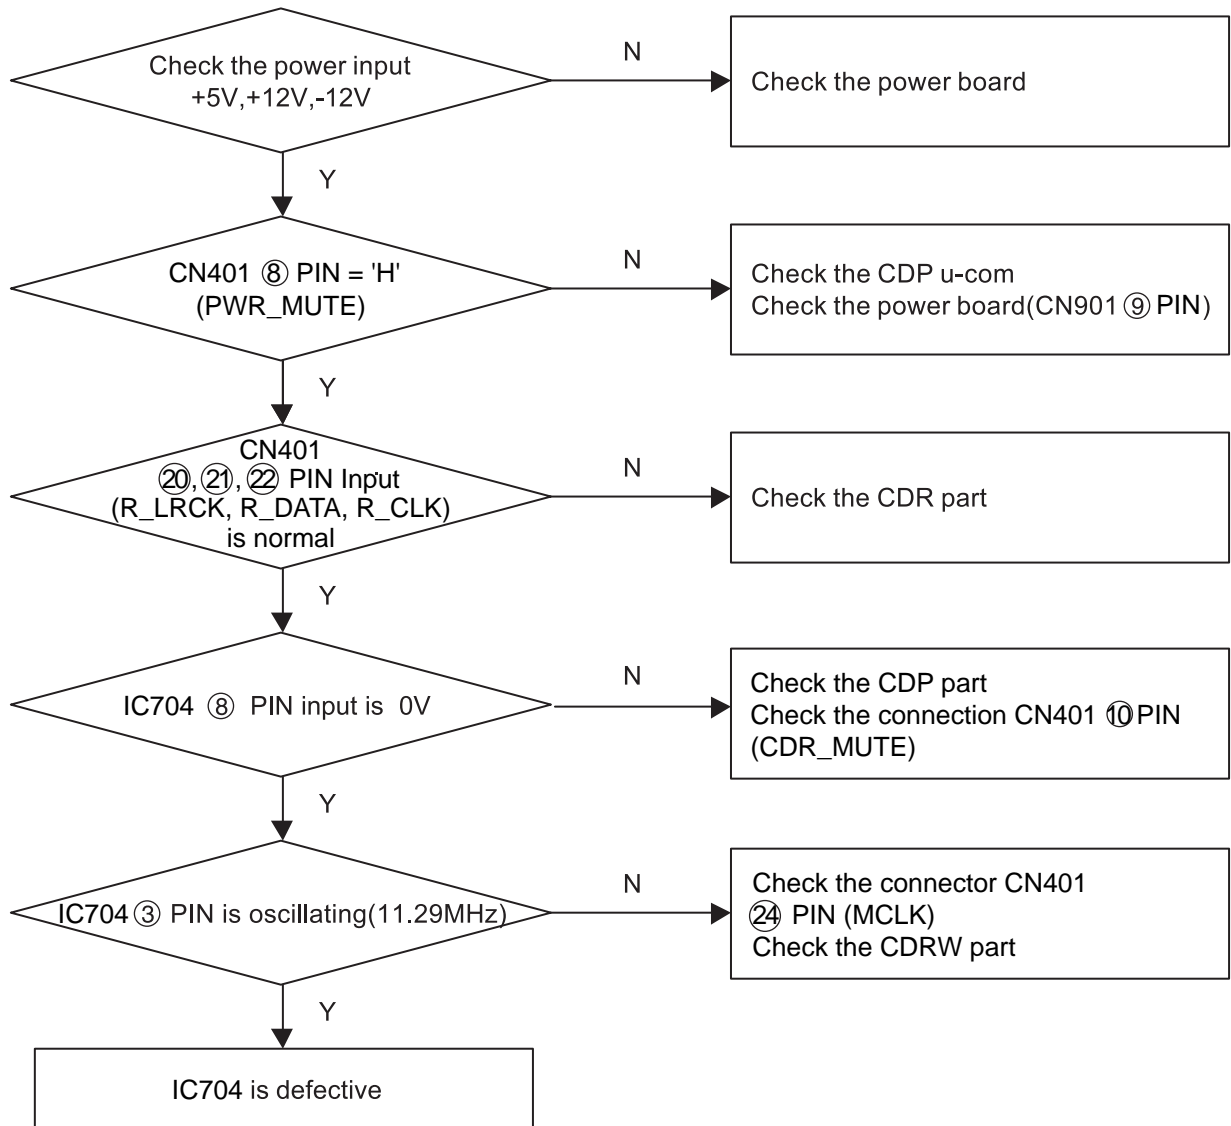 Check the power input
+5V,+12V,-12V
N
Check the power board
Y
CN401 ⑧ PIN = 'H'
(PWR_MUTE)
N
Check the CDP u-com
Check the power board(CN901 ⑨ PIN)
Y
CN401
⑳, ㉑, ㉒ PIN Input
(R_LRCK, R_DATA, R_CLK)
is normal
N
Check the CDR part
Y
IC704 ⑧ PIN input is 0V
N
Check the CDP part
Check the connection CN401 ⑩ PIN
(CDR_MUTE)
Y
IC704 ③ PIN is oscillating(11.29MHz)
N
Check the connector CN401
㉔ PIN (MCLK)
Check the CDRW part
Y
IC704 is defective